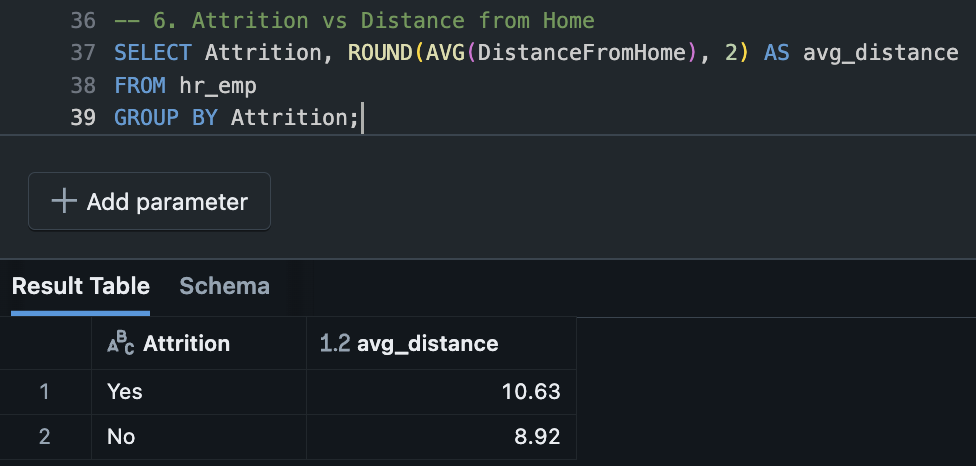 36 -- 6. Attrition vs Distance from Home
37 SELECT Attrition, ROUND(AVG(DistanceFromHome), 2) AS avg_distance
38 FROM hr_emp
39 GROUP BY Attrition;
+ Add parameter
Result Table Schema
ABC Attrition 1.2 avg_distance
1 Yes 10.63
2 No 8.92